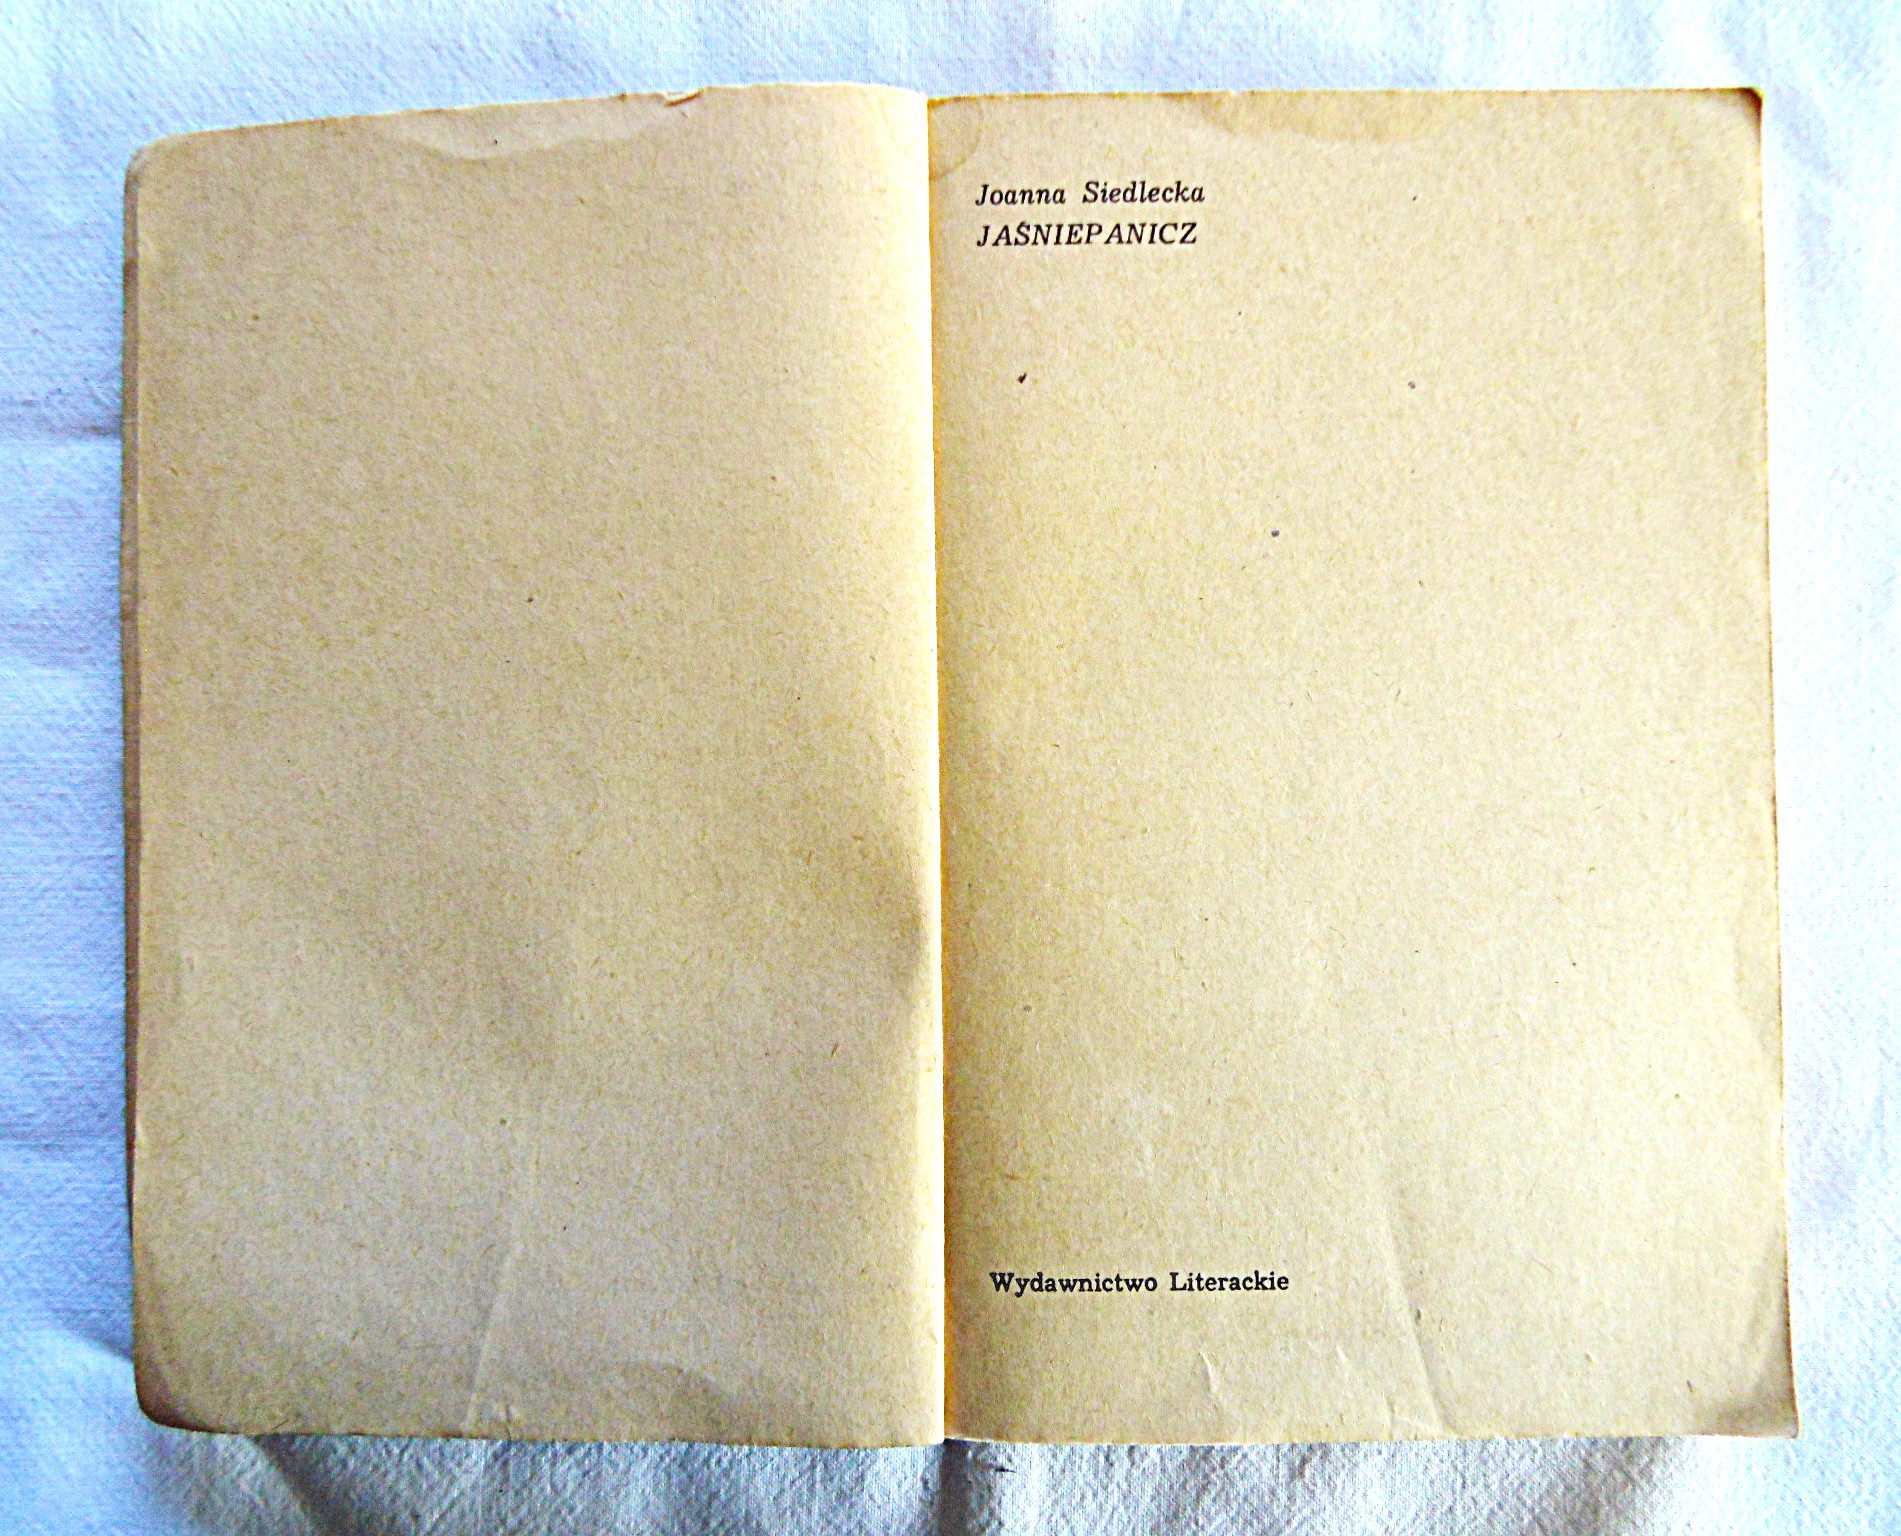 Joanna Siedlecka
JAŚNIEPANICZ
Wydawnictwo Literackie